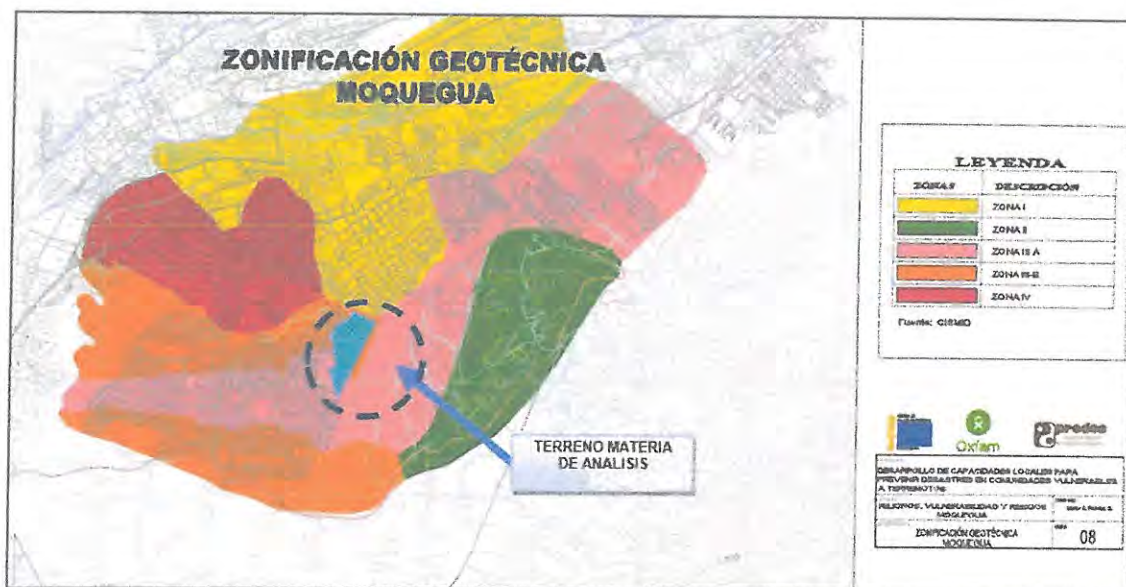 ZONIFICACIÓN GEOTÉCNICA
MOQUEGUA
TERRENO MATERIA
DE ANALISIS
LEYENDA
ZONAS DESCRIPCIÓN
ZONA I
ZONA II
ZONA III-A
ZONA III-B
ZONA IV
Fuente: CISMID
Oxfam
predes
DESARROLLO DE CAPACIDADES LOCALES PARA
PREVENIR DESASTRES EN COMUNIDADES VULNERABLES
A TERREMOTOS
PELIGROS, VULNERABILIDAD Y RIESGOS
MOQUEGUA
ZONIFICACIÓN GEOTÉCNICA
MOQUEGUA
08